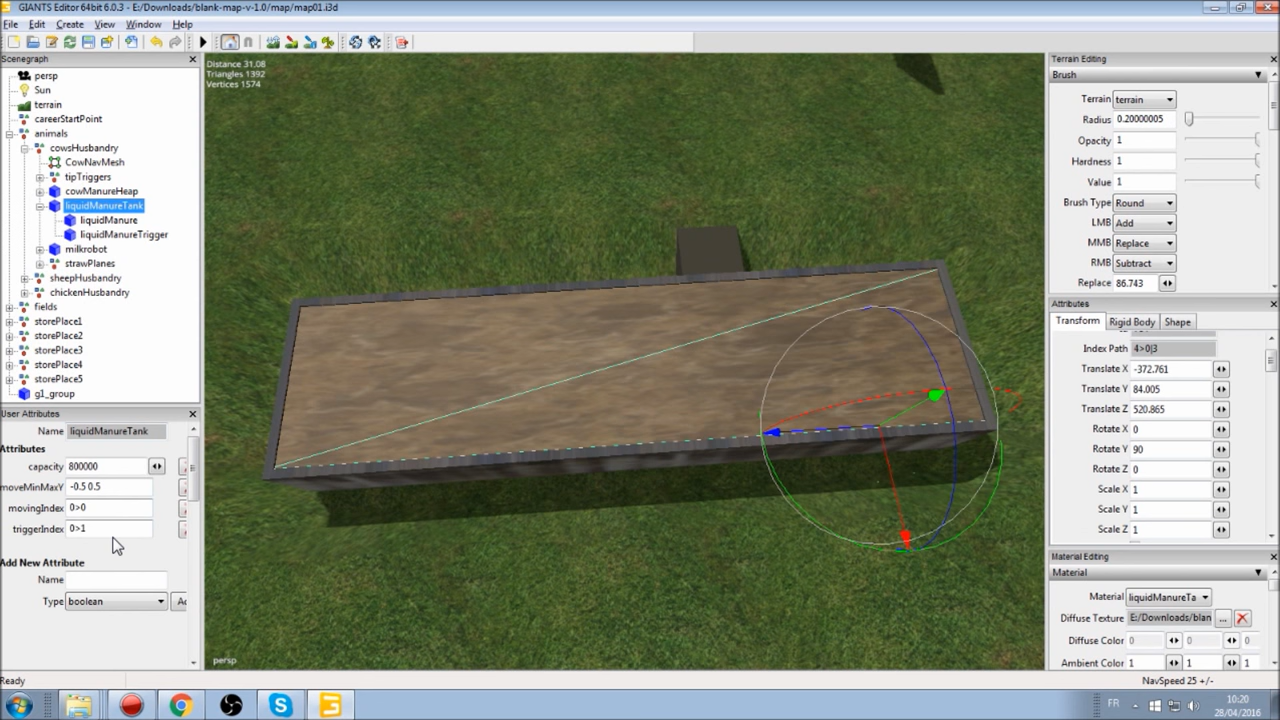 GIANTS Editor 64bit 6.0.3 - E:/Downloads/blank-map-v-1.0/map/map01.i3d
File Edit Create View Window Help
Scenegraph
persp
Sun
terrain
careerStartPoint
animals
cowsHusbandry
CowNavMesh
tipTriggers
cowManureHeap
liquidManureTank
liquidManure
liquidManureTrigger
milkrobot
strawPlanes
sheepHusbandry
chickenHusbandry
fields
storePlace1
storePlace2
storePlace3
storePlace4
storePlace5
g1_group
User Attributes
Name liquidManureTank
Attributes
capacity 800000
moveMinMaxY -0.5 0.5
movingIndex 0>0
triggerIndex 0>1
Add New Attribute
Name
Type boolean Ad
Distance 31.08
Triangles 1392
Vertices 1574
persp
Terrain Editing
Brush
Terrain terrain
Radius 0.20000005
Opacity 1
Hardness 1
Value 1
Brush Type Round
LMB Add
MMB Replace
RMB Subtract
Replace 86.743
Attributes
Transform Rigid Body Shape
Index Path 4>0|3
Translate X -372.761
Translate Y 84.005
Translate Z 520.865
Rotate X 0
Rotate Y 90
Rotate Z 0
Scale X 1
Scale Y 1
Scale Z 1
Material Editing
Material
Material liquidManureTa
Diffuse Texture E:/Downloads/blan ...
Diffuse Color 0 0 0
Ambient Color 1 1 1
Ready
NavSpeed 25 +/-
FR
10:20
28/04/2016